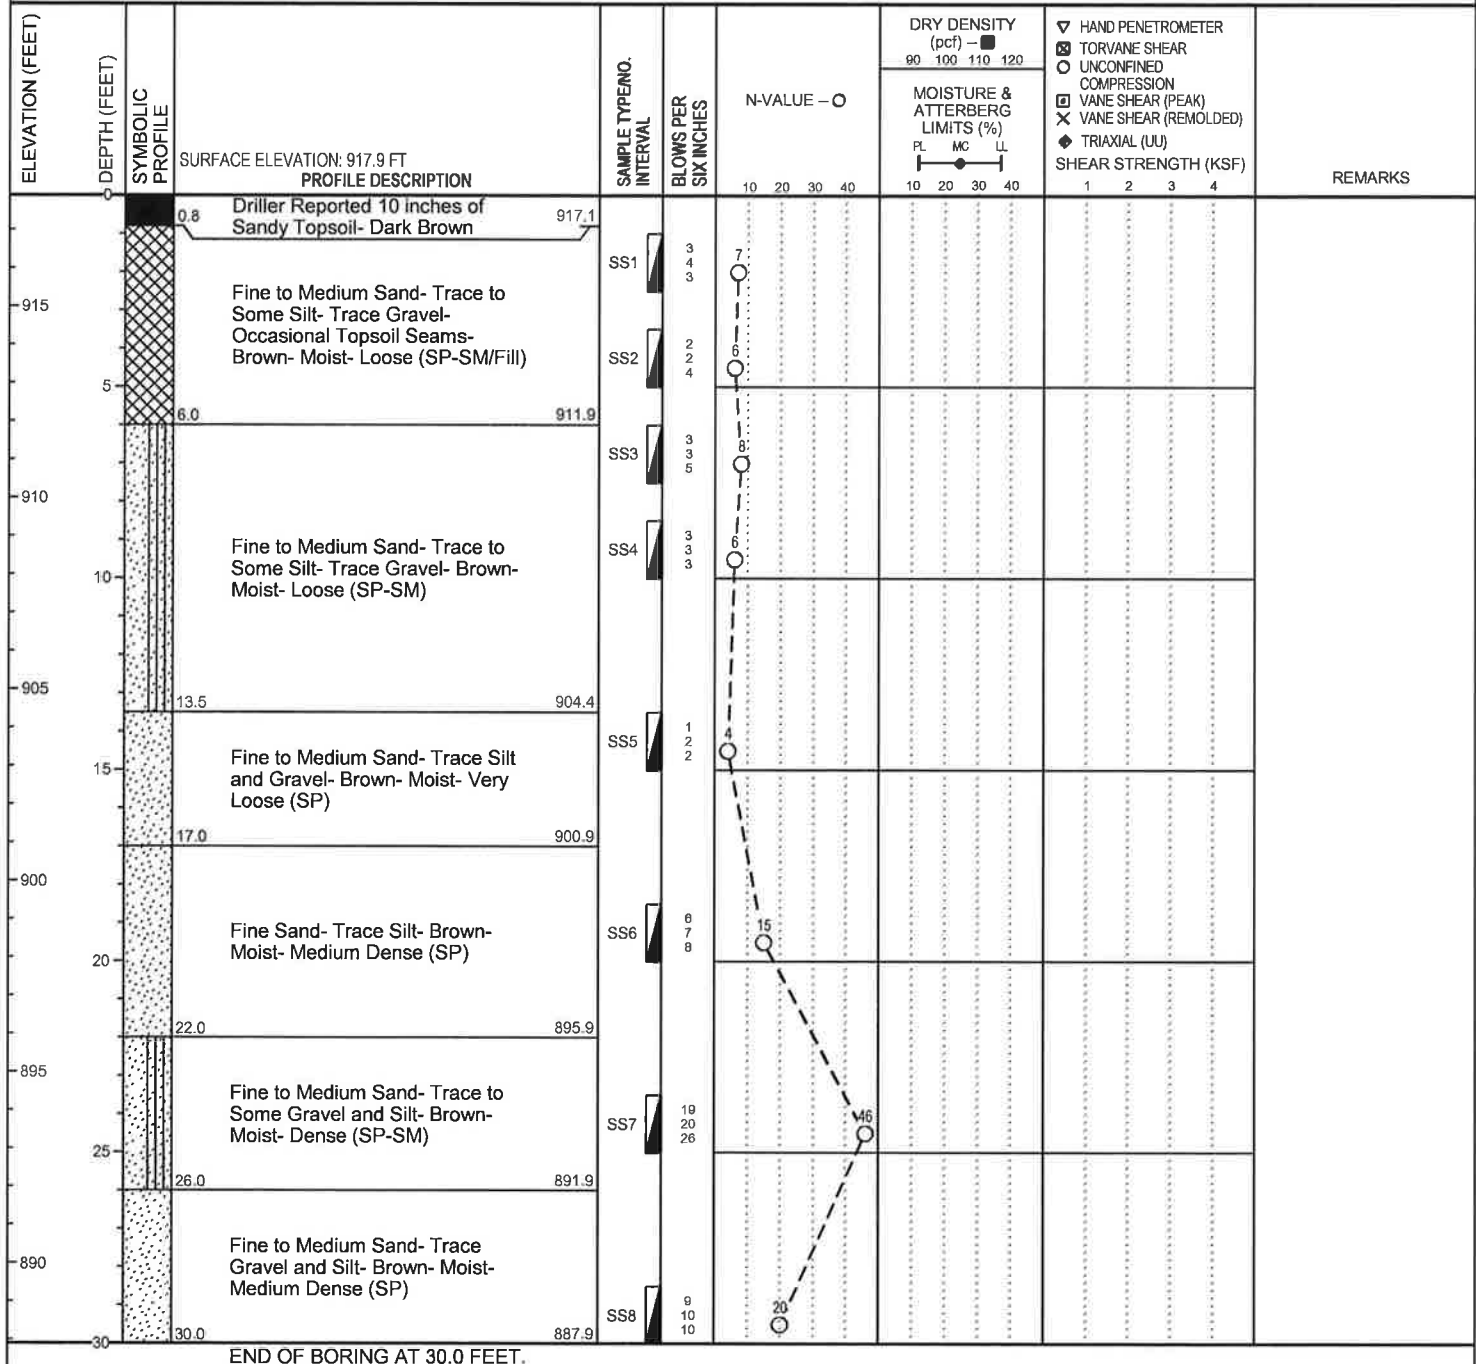 ELEVATION (FEET)
DEPTH (FEET)
SYMBOLIC
PROFILE
SURFACE ELEVATION: 917.9 FT
PROFILE DESCRIPTION
SAMPLE TYPE/NO.
INTERVAL
BLOWS PER
SIX INCHES
N-VALUE – O
10 20 30 40
DRY DENSITY
(pcf) – ■
90 100 110 120
MOISTURE &
ATTERBERG
LIMITS (%)
PL MC LL
10 20 30 40
▽ HAND PENETROMETER
⊠ TORVANE SHEAR
○ UNCONFINED
COMPRESSION
▣ VANE SHEAR (PEAK)
✕ VANE SHEAR (REMOLDED)
◆ TRIAXIAL (UU)
SHEAR STRENGTH (KSF)
1 2 3 4
REMARKS
0
0.8 Driller Reported 10 inches of 917.1
Sandy Topsoil- Dark Brown
SS1
3
4
3
7
915
Fine to Medium Sand- Trace to
Some Silt- Trace Gravel-
Occasional Topsoil Seams-
Brown- Moist- Loose (SP-SM/Fill)
SS2
2
2
4
6
5
6.0 911.9
SS3
3
3
5
8
910
Fine to Medium Sand- Trace to
Some Silt- Trace Gravel- Brown-
Moist- Loose (SP-SM)
SS4
3
3
3
6
10
905
13.5 904.4
SS5
1
2
2
4
Fine to Medium Sand- Trace Silt
and Gravel- Brown- Moist- Very
Loose (SP)
15
17.0 900.9
900
Fine Sand- Trace Silt- Brown-
Moist- Medium Dense (SP)
SS6
6
7
8
15
20
22.0 895.9
895
Fine to Medium Sand- Trace to
Some Gravel and Silt- Brown-
Moist- Dense (SP-SM)
SS7
19
20
26
46
25
26.0 891.9
890
Fine to Medium Sand- Trace
Gravel and Silt- Brown- Moist-
Medium Dense (SP)
SS8
9
10
10
20
30
30.0 887.9
END OF BORING AT 30.0 FEET.